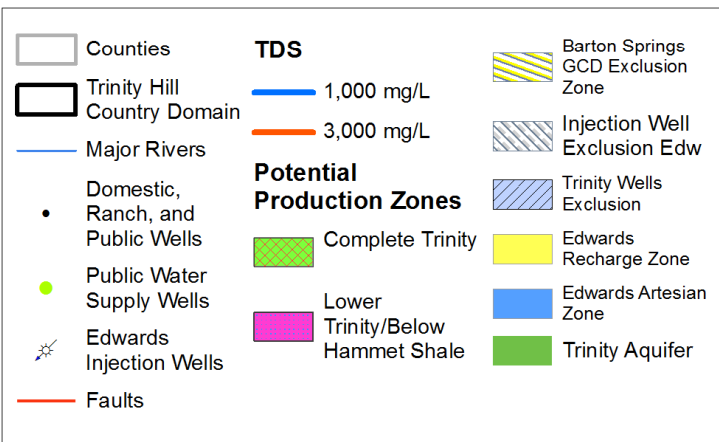 Counties
Trinity Hill
Country Domain
Major Rivers
Domestic,
Ranch, and
Public Wells
Public Water
Supply Wells
Edwards
Injection Wells
Faults
TDS
1,000 mg/L
3,000 mg/L
Potential
Production Zones
Complete Trinity
Lower
Trinity/Below
Hammet Shale
Barton Springs
GCD Exclusion
Zone
Injection Well
Exclusion Edw
Trinity Wells
Exclusion
Edwards
Recharge Zone
Edwards Artesian
Zone
Trinity Aquifer